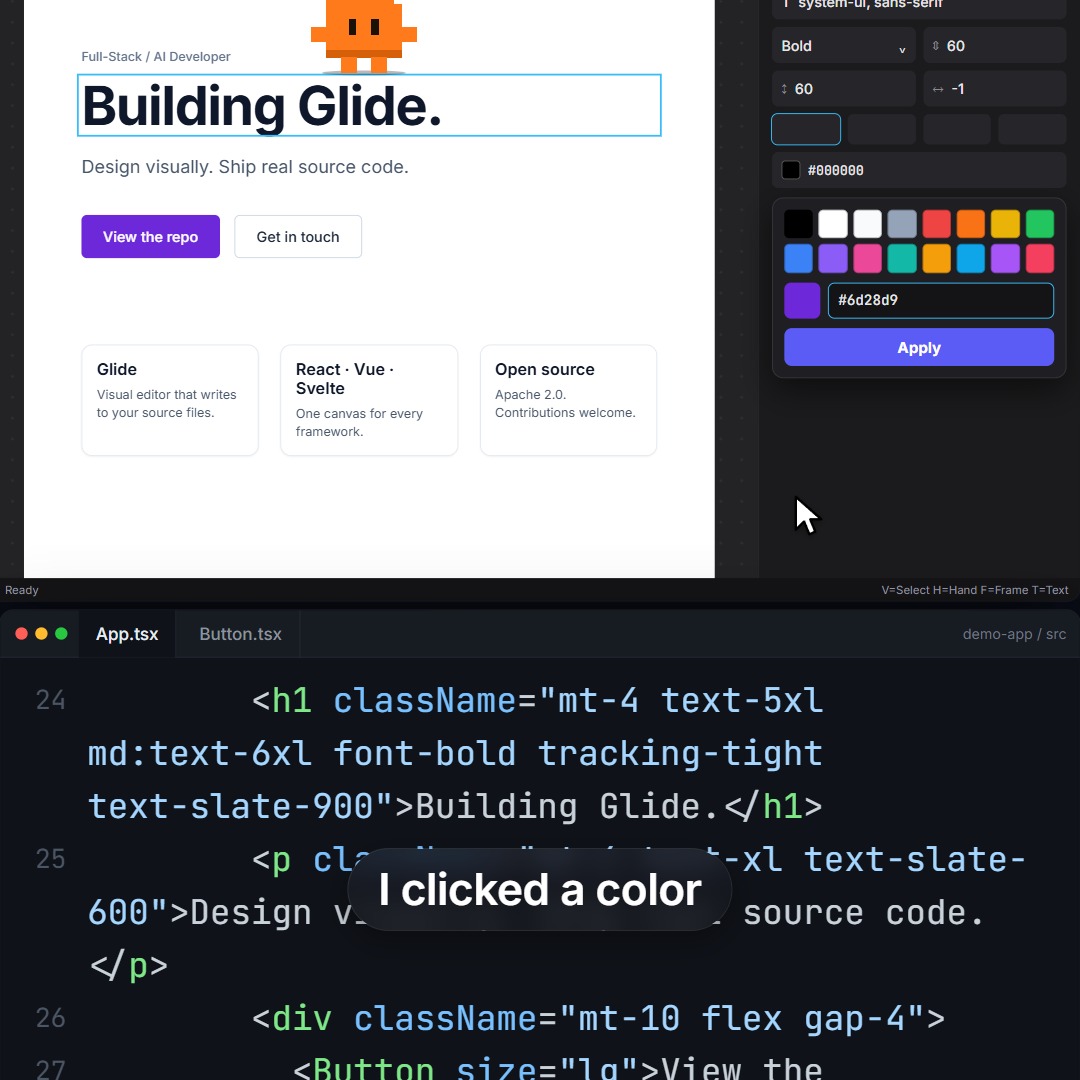 Full-Stack / AI Developer
Building Glide.
Design visually. Ship real source code.
View the repo
Get in touch
Glide
Visual editor that writes
to your source files.
React · Vue ·
Svelte
One canvas for every
framework.
Open source
Apache 2.0.
Contributions welcome.
system-ui, sans-serif
Bold
60
60
-1
#000000
#6d28d9
Apply
Ready
V=Select H=Hand F=Frame T=Text
App.tsx
Button.tsx
demo-app / src
24 <h1 className="mt-4 text-5xl
md:text-6xl font-bold tracking-tight
text-slate-900">Building Glide.</h1>
25 <p t-xl text-slate-
600">Design source code.
</p>
I clicked a color
26 <div className="mt-10 flex gap-4">
27 <Button size="lg">View the